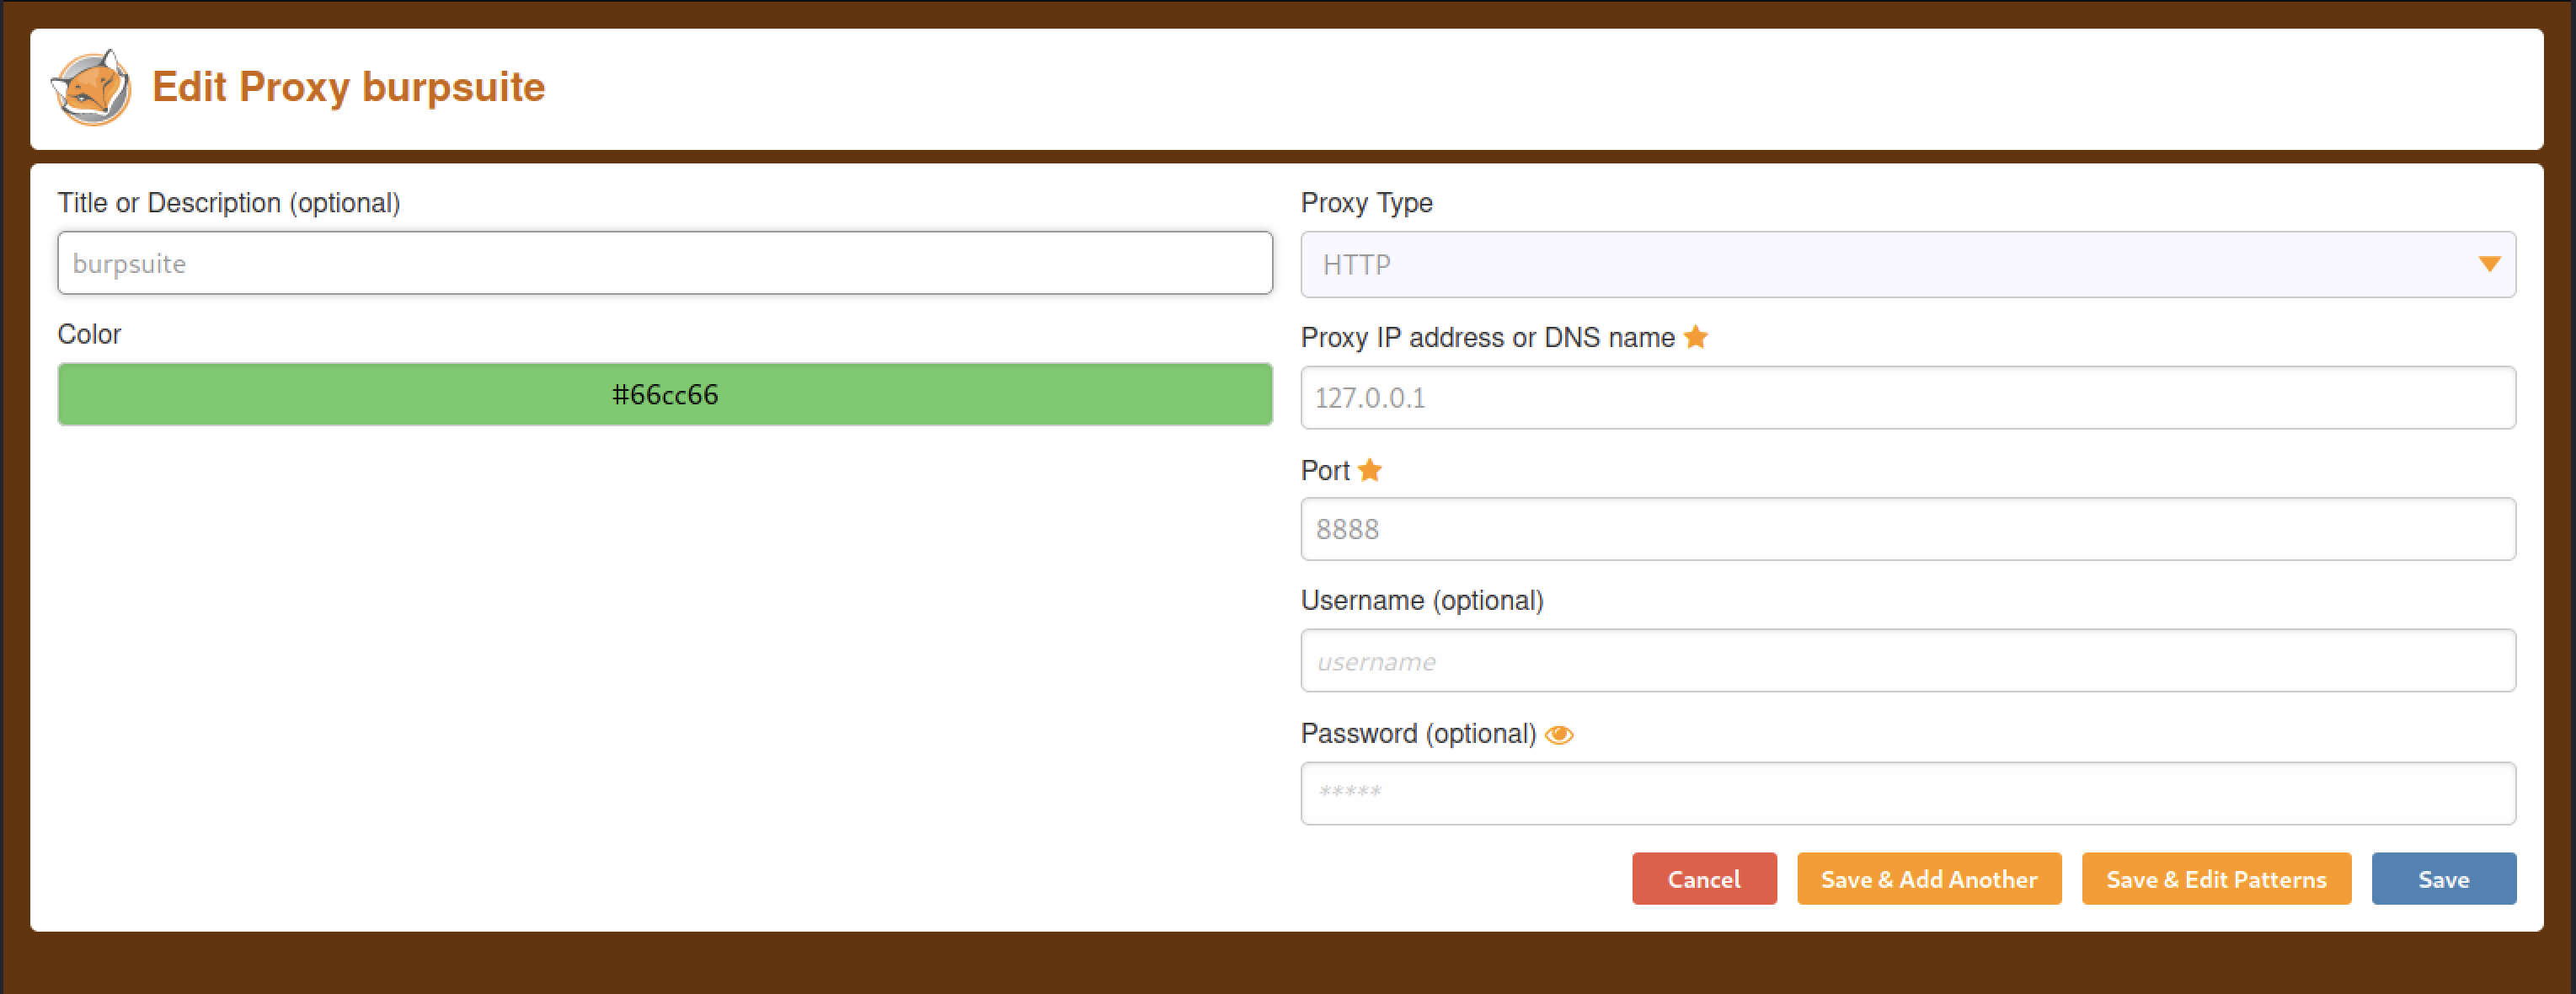 Edit Proxy burpsuite
Title or Description (optional)
burpsuite
Color
#66cc66
Proxy Type
HTTP
Proxy IP address or DNS name
127.0.0.1
Port
8888
Username (optional)
username
Password (optional)
*****
Cancel
Save & Add Another
Save & Edit Patterns
Save